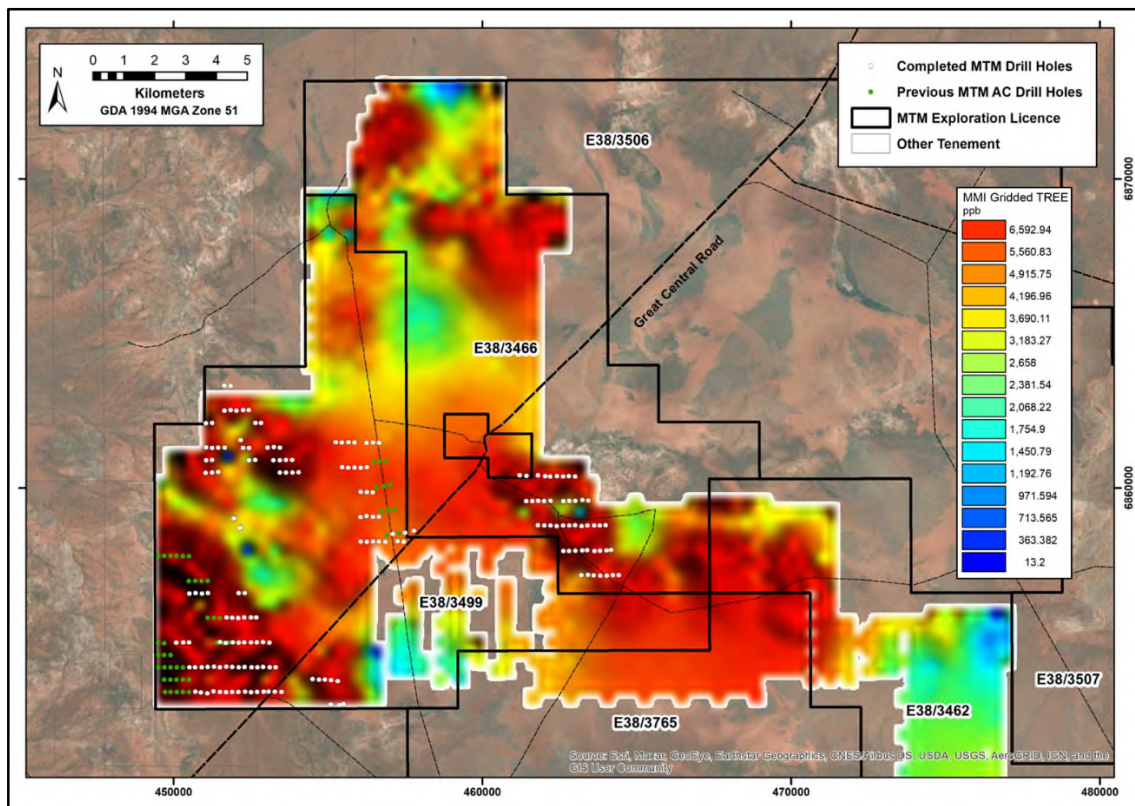 0 1 2 3 4 5
N
Kilometers
GDA 1994 MGA Zone 51
Completed MTM Drill Holes
Previous MTM AC Drill Holes
MTM Exploration Licence
Other Tenement
E38/3506
6870000
MMI Gridded TREE
ppb
6,592.94
5,560.83
4,915.75
4,196.96
3,690.11
3,183.27
2,658
2,381.54
2,068.22
1,754.9
1,450.79
1,192.76
971.594
713.565
363.382
13.2
Great Central Road
E38/3466
6860000
E38/3499
E38/3507
E38/3462
E38/3765
Source: Esri, Maxar, GeoEye, Earthstar Geographics, CNES/Airbus DS, USDA, USGS, AeroGRID, IGN, and the
GIS User Community
450000
460000
470000
480000